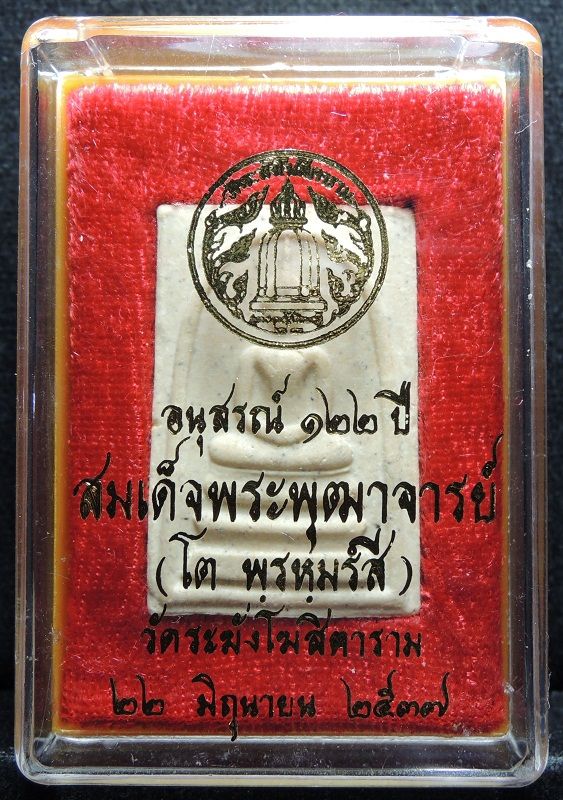 อนุสรณ์ ๑๒๒ ปี
สมเด็จพระพุฒาจารย์
(โต พฺรหฺมรํสี)
วัดระฆังโฆสิตาราม
๒๒ มิถุนายน ๒๕๓๗